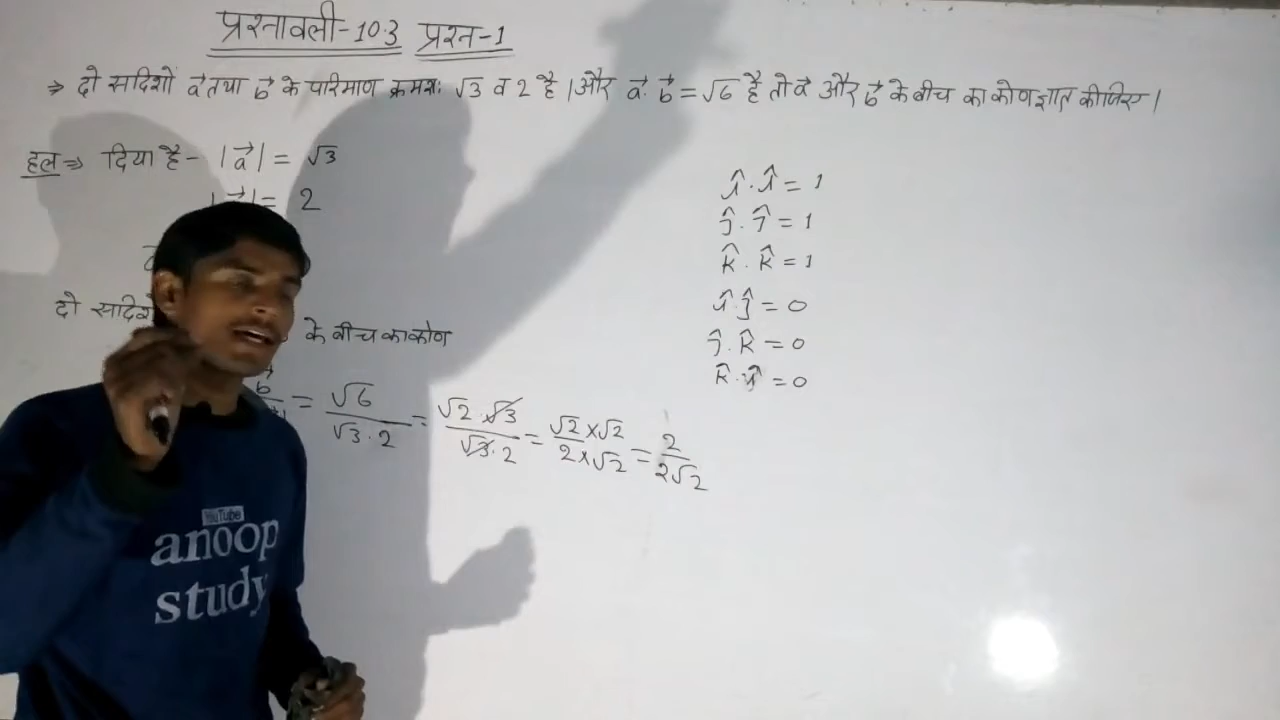 प्रश्नावली-10.3 प्रश्न-1
⇒ दो सदिशों a⃗ तथा b⃗ के परिमाण क्रमशः √3 व 2 है । और a⃗. b⃗ = √6 है तो a⃗ और b⃗ के बीच का कोण ज्ञात कीजिए ।
हल ⇒ दिया है - |a⃗| = √3
= 2
दो
के बीच का कोण
= √6 / √3 . 2 = √2 . √3 / √3 . 2 = √2 × √2 / 2 × √2 = 2 / 2√2
î . î = 1
ĵ . ĵ = 1
k̂ . k̂ = 1
î . ĵ = 0
ĵ . k̂ = 0
k̂ . î = 0
YouTube
anoop
study